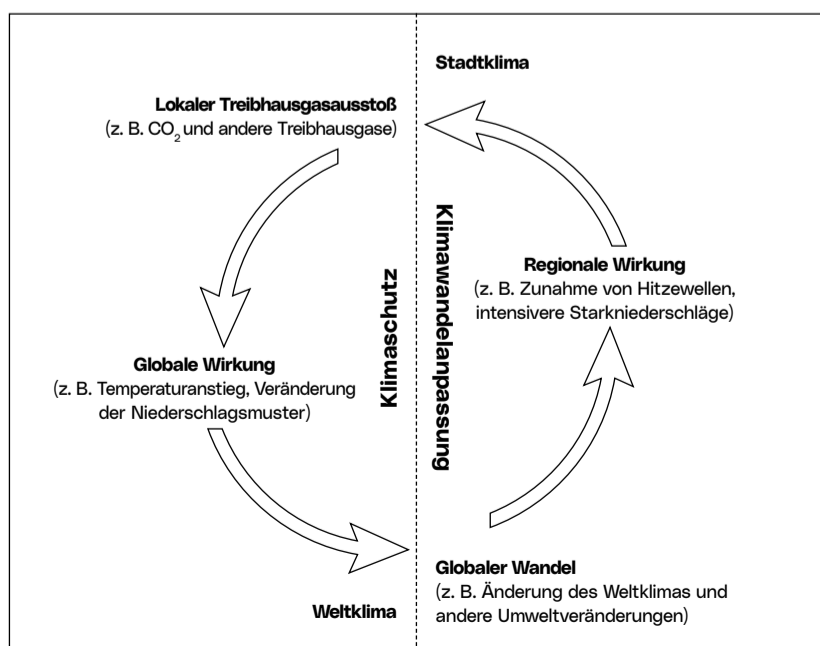 Stadtklima
Lokaler Treibhausgasausstoß
(z. B. CO₂ und andere Treibhausgase)
Klimaschutz
Klimawandelanpassung
Regionale Wirkung
(z. B. Zunahme von Hitzewellen,
intensivere Starkniederschläge)
Globale Wirkung
(z. B. Temperaturanstieg, Veränderung
der Niederschlagsmuster)
Globaler Wandel
(z. B. Änderung des Weltklimas und
andere Umweltveränderungen)
Weltklima